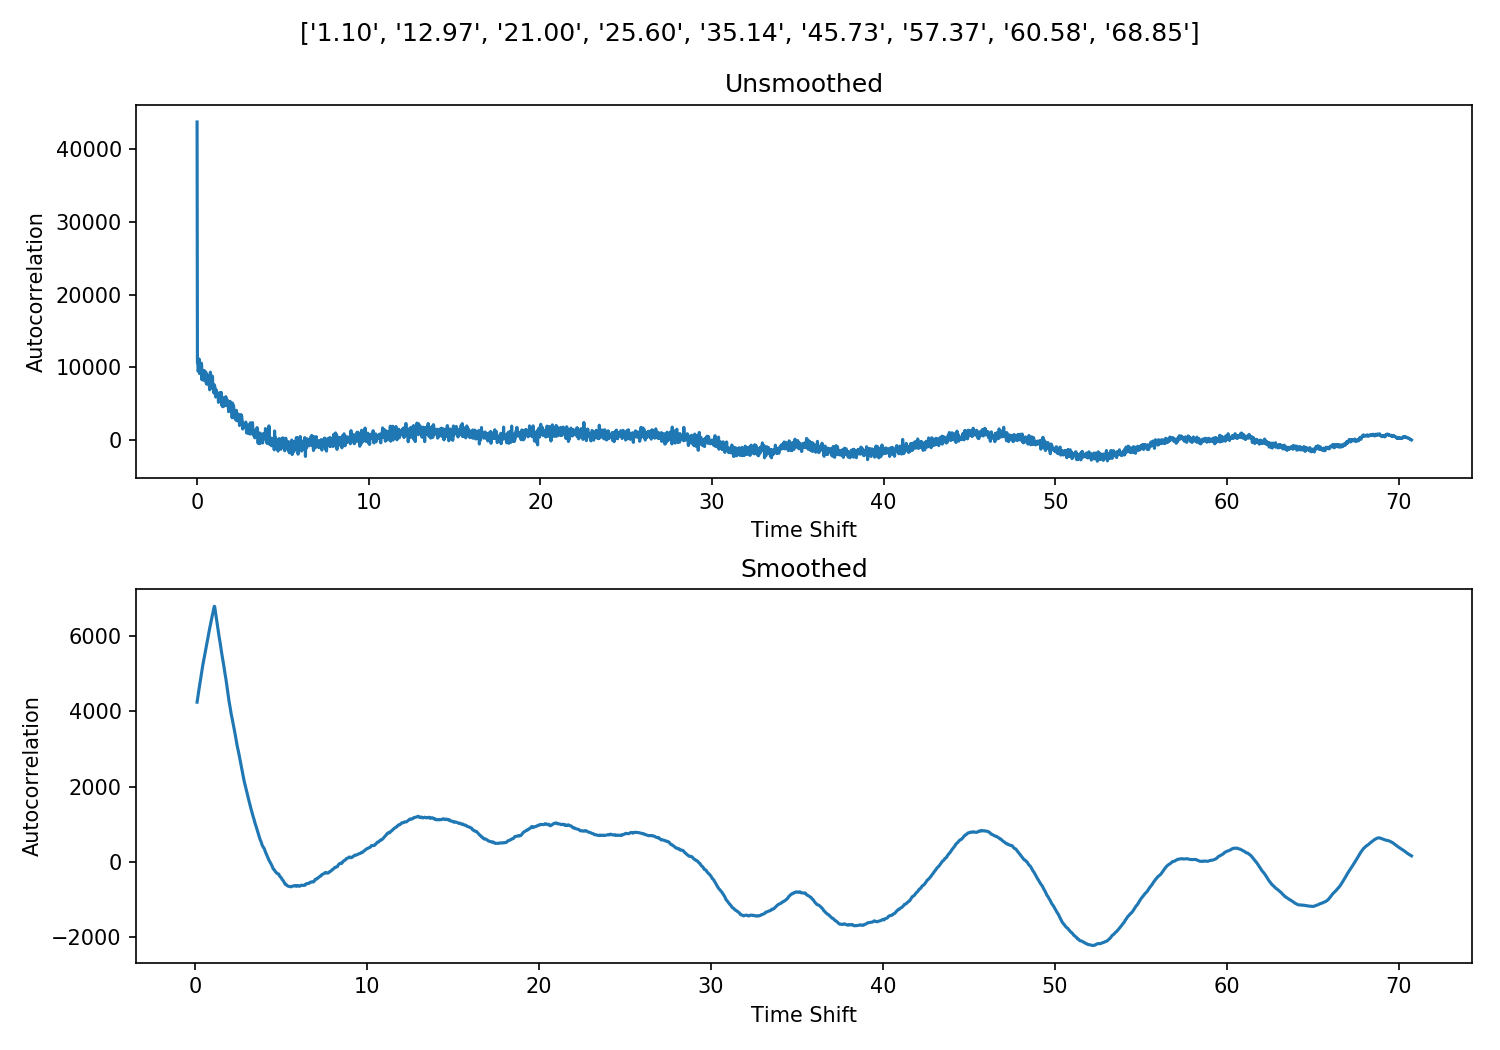 ['1.10', '12.97', '21.00', '25.60', '35.14', '45.73', '57.37', '60.58', '68.85']
Unsmoothed
40000
30000
20000
10000
0
Autocorrelation
0 10 20 30 40 50 60 70
Time Shift
Smoothed
6000
4000
2000
0
−2000
Autocorrelation
0 10 20 30 40 50 60 70
Time Shift